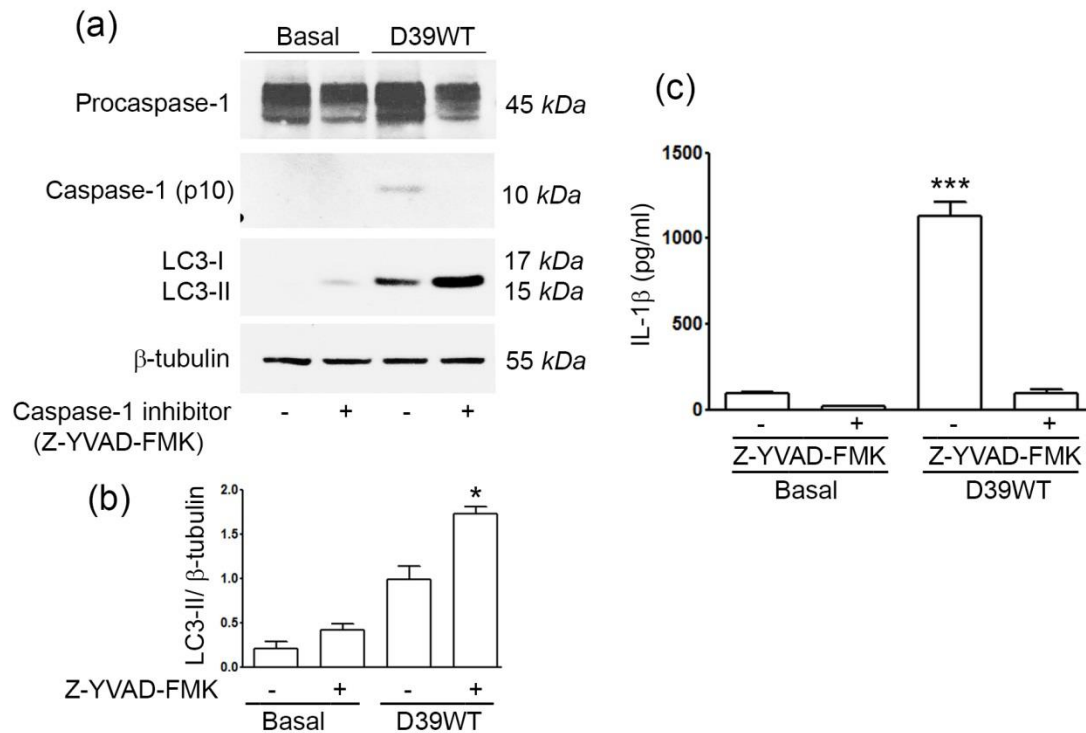 (a)
Basal D39WT
Procaspase-1 45 kDa
Caspase-1 (p10) 10 kDa
LC3-I 17 kDa
LC3-II 15 kDa
β-tubulin 55 kDa
Caspase-1 inhibitor - + - +
(Z-YVAD-FMK)
(b)
LC3-II/ β-tubulin
2.0
1.5
1.0
0.5
0.0
*
Z-YVAD-FMK - + - +
Basal D39WT
(c)
IL-1β (pg/ml)
1500
1000
500
0
***
- + - +
Z-YVAD-FMK Z-YVAD-FMK
Basal D39WT